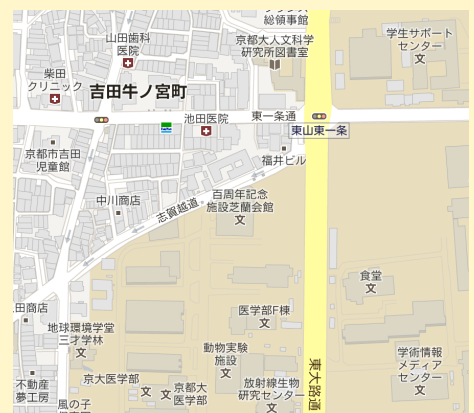 総領事館
山田歯科
医院
京都大人文科学
研究所図書室
学生サポート
センター
柴田
クリニック
吉田牛ノ宮町
池田医院
東一条通
東山東一条
京都市吉田
児童館
福井ビル
中川商店
志賀越道
百周年記念
施設芝蘭会館
食堂
田商店
医学部F棟
地球環境学堂
三才学林
動物実験
施設
東大路通
学術情報
メディア
センター
不動産
夢工房
京大医学部
京都大
医学部
放射線生物
研究センター
風の子